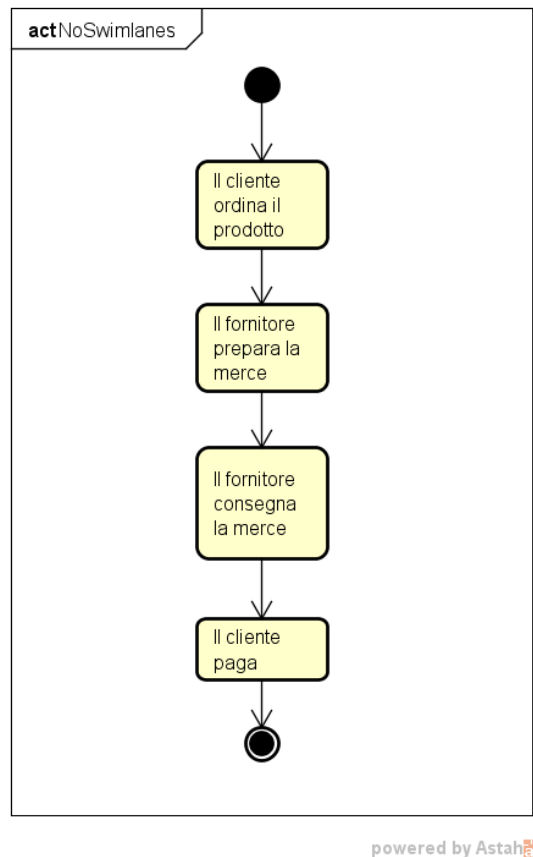 act NoSwimlanes
Il cliente
ordina il
prodotto
Il fornitore
prepara la
merce
Il fornitore
consegna
la merce
Il cliente
paga
powered by Astah